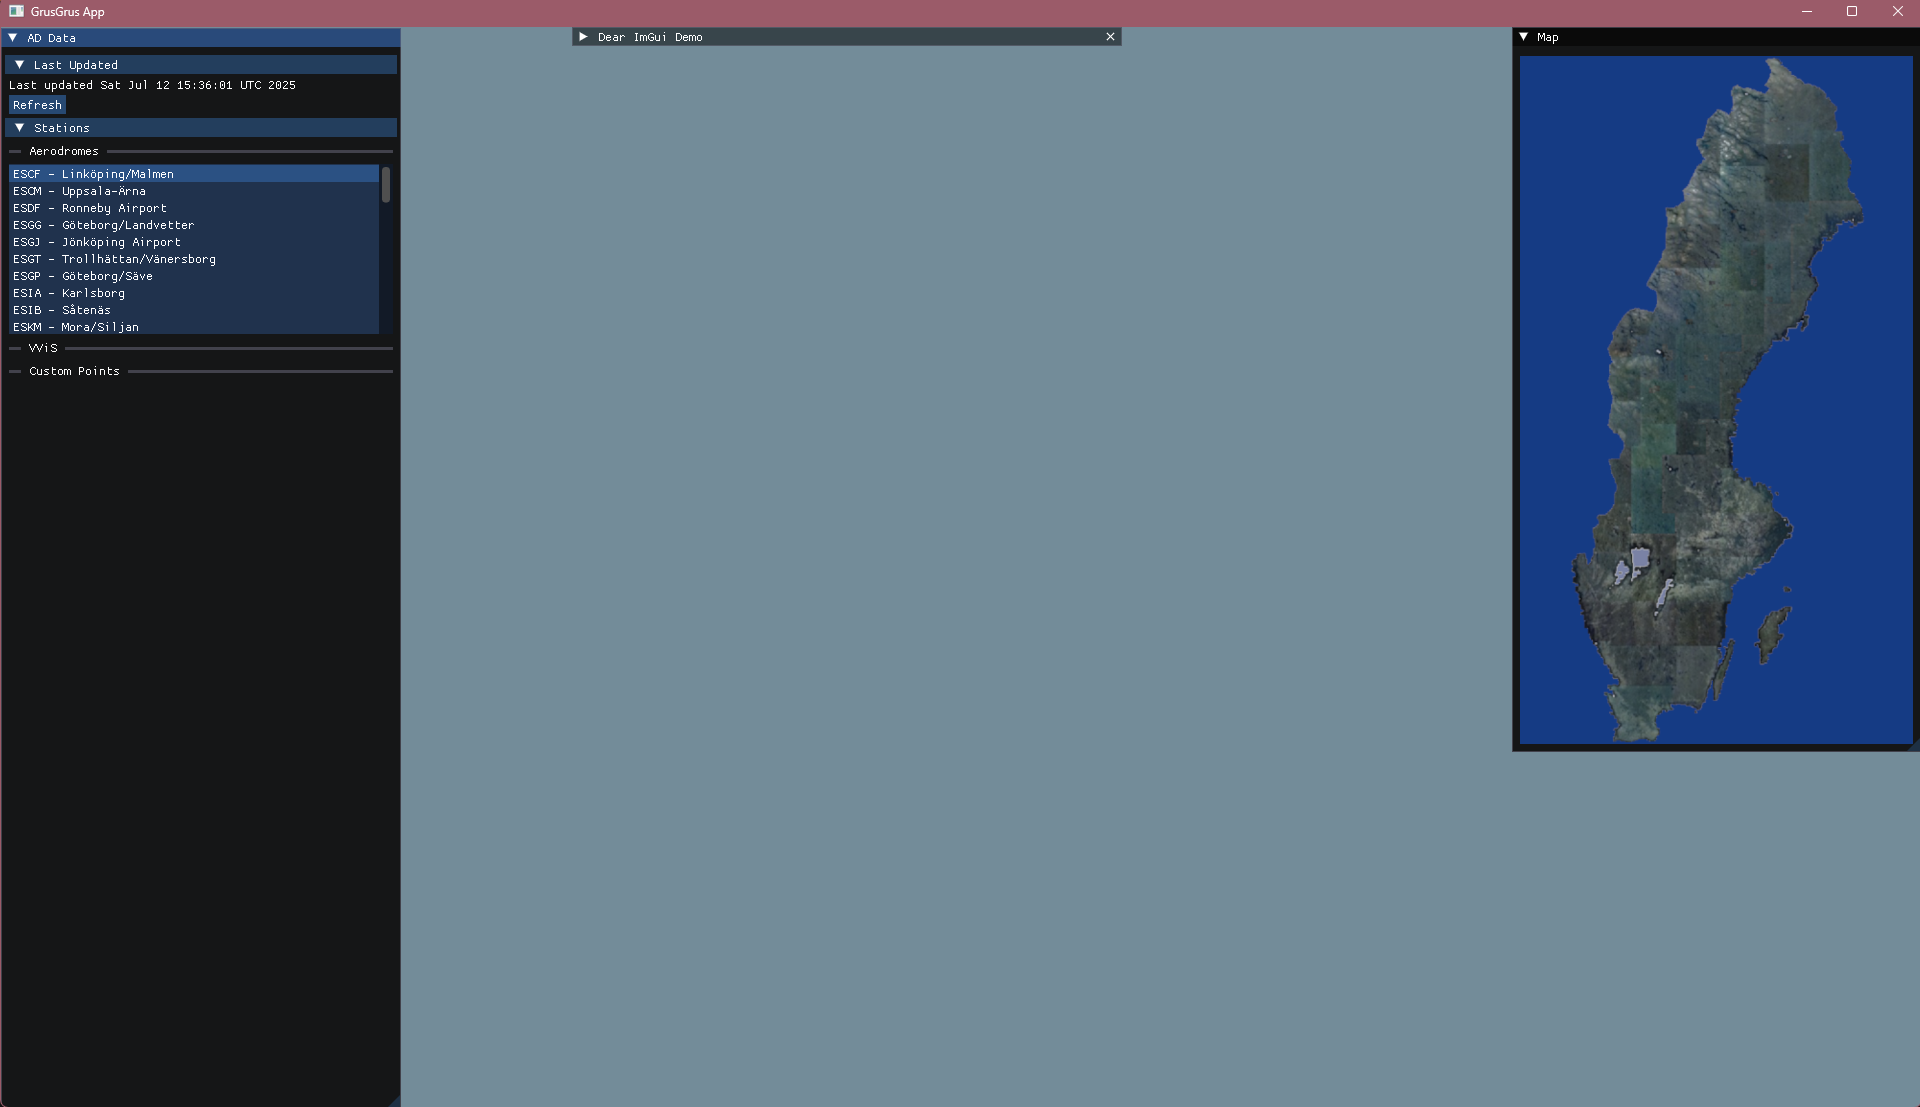 GrusGrus App
AD Data
Last Updated
Last updated Sat Jul 12 15:36:01 UTC 2025
Refresh
Stations
Aerodromes
ESCF - Linköping/Malmen
ESCM - Uppsala-Ärna
ESDF - Ronneby Airport
ESGG - Göteborg/Landvetter
ESGJ - Jönköping Airport
ESGT - Trollhättan/Vänersborg
ESGP - Göteborg/Säve
ESIA - Karlsborg
ESIB - Såtenäs
ESKM - Mora/Siljan
VViS
Custom Points
Dear ImGui Demo
Map